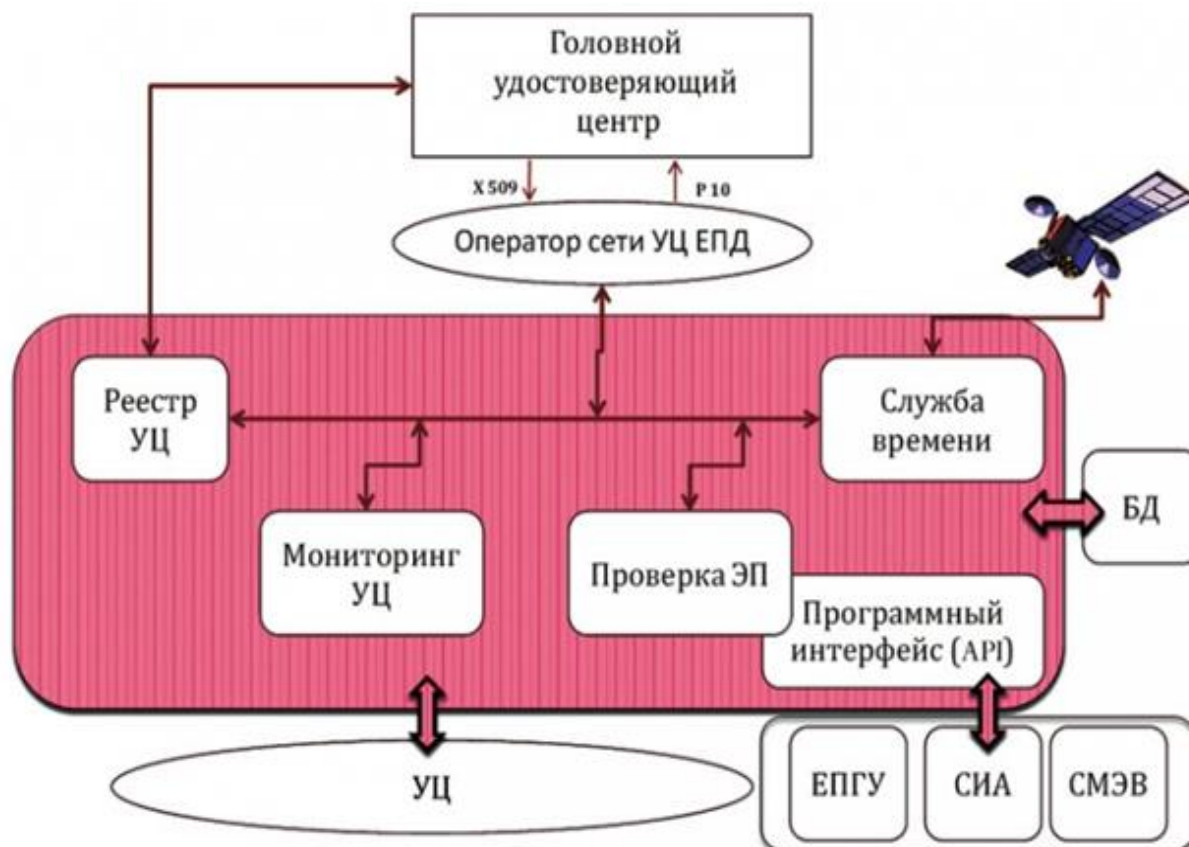 Головной
удостоверяющий
центр
X 509
P 10
Оператор сети УЦ ЕПД
Реестр
УЦ
Служба
времени
БД
Мониторинг
УЦ
Проверка ЭП
Программный
интерфейс (API)
УЦ
ЕПГУ
СИА
СМЭВ